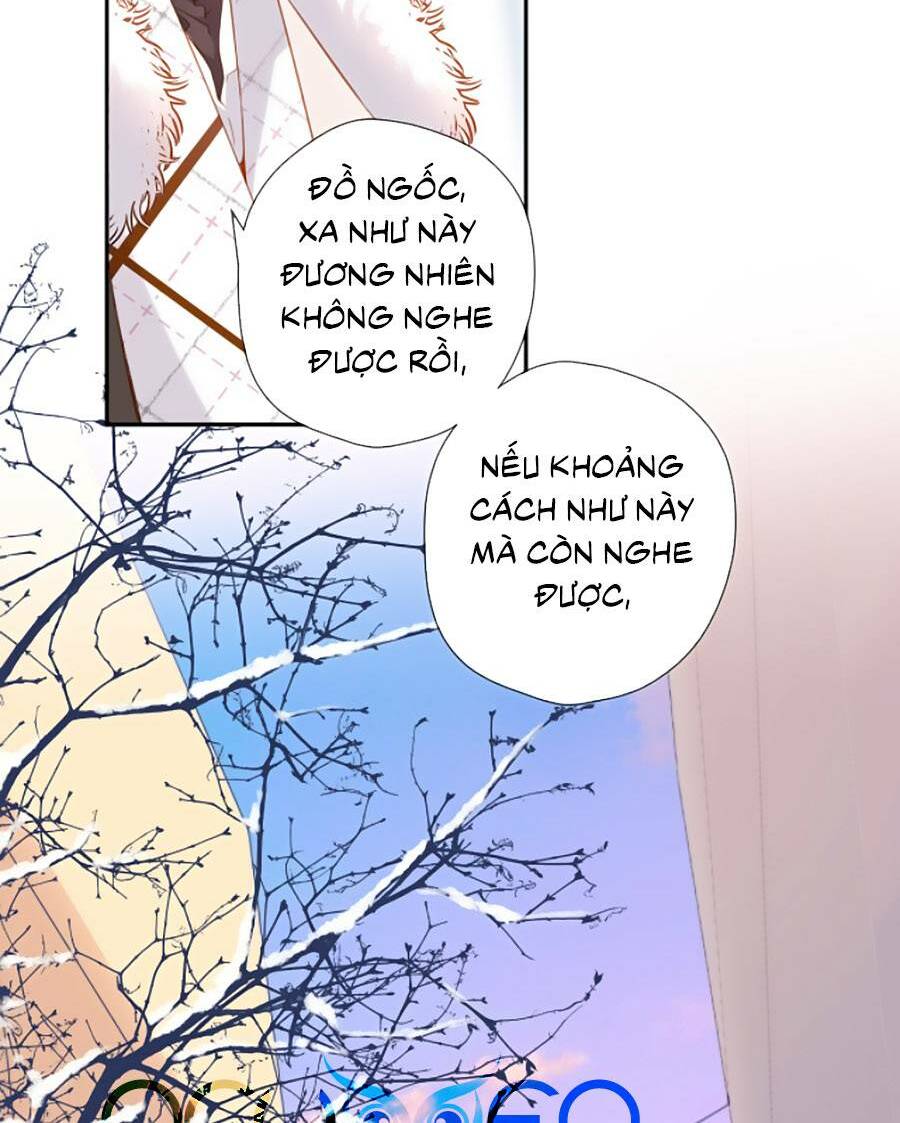 ĐỒ NGỐC,
XA NHƯ NÀY
ĐƯƠNG NHIÊN
KHÔNG NGHE
ĐƯỢC RỒI,
NẾU KHOẢNG
CÁCH NHƯ NÀY
MÀ CÒN NGHE
ĐƯỢC,